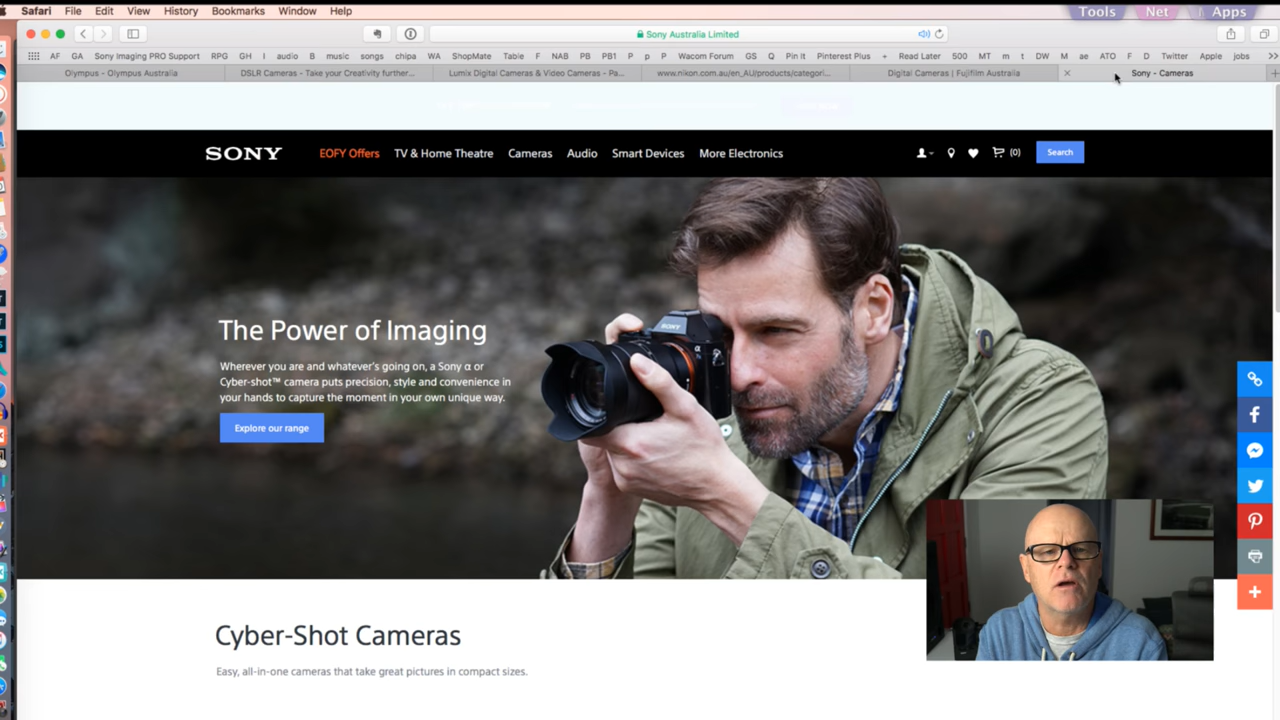 Safari File Edit View History Bookmarks Window Help
Tools Net Apps
Sony Australia Limited
AF GA Sony Imaging PRO Support RPG GH I audio B music songs chipa ShopMate Table F NAB PB PB1 P p P Wacom Forum GS Q Pin It Pinterest Plus + Read Later 500 MT m t DW M ae ATO F D Twitter Apple jobs
Olympus - Olympus Australia
DSLR Cameras - Take your Creativity further...
Lumix Digital Cameras & Video Cameras - Pa...
www.nikon.com.au/en_AU/products/categori...
Digital Cameras | Fujifilm Australia
Sony - Cameras
SONY
EOFY Offers TV & Home Theatre Cameras Audio Smart Devices More Electronics
(0)
Search
SONY
The Power of Imaging
Wherever you are and whatever's going on, a Sony α or
Cyber-shot™ camera puts precision, style and convenience in
your hands to capture the moment in your own unique way.
Explore our range
Cyber-Shot Cameras
Easy, all-in-one cameras that take great pictures in compact sizes.